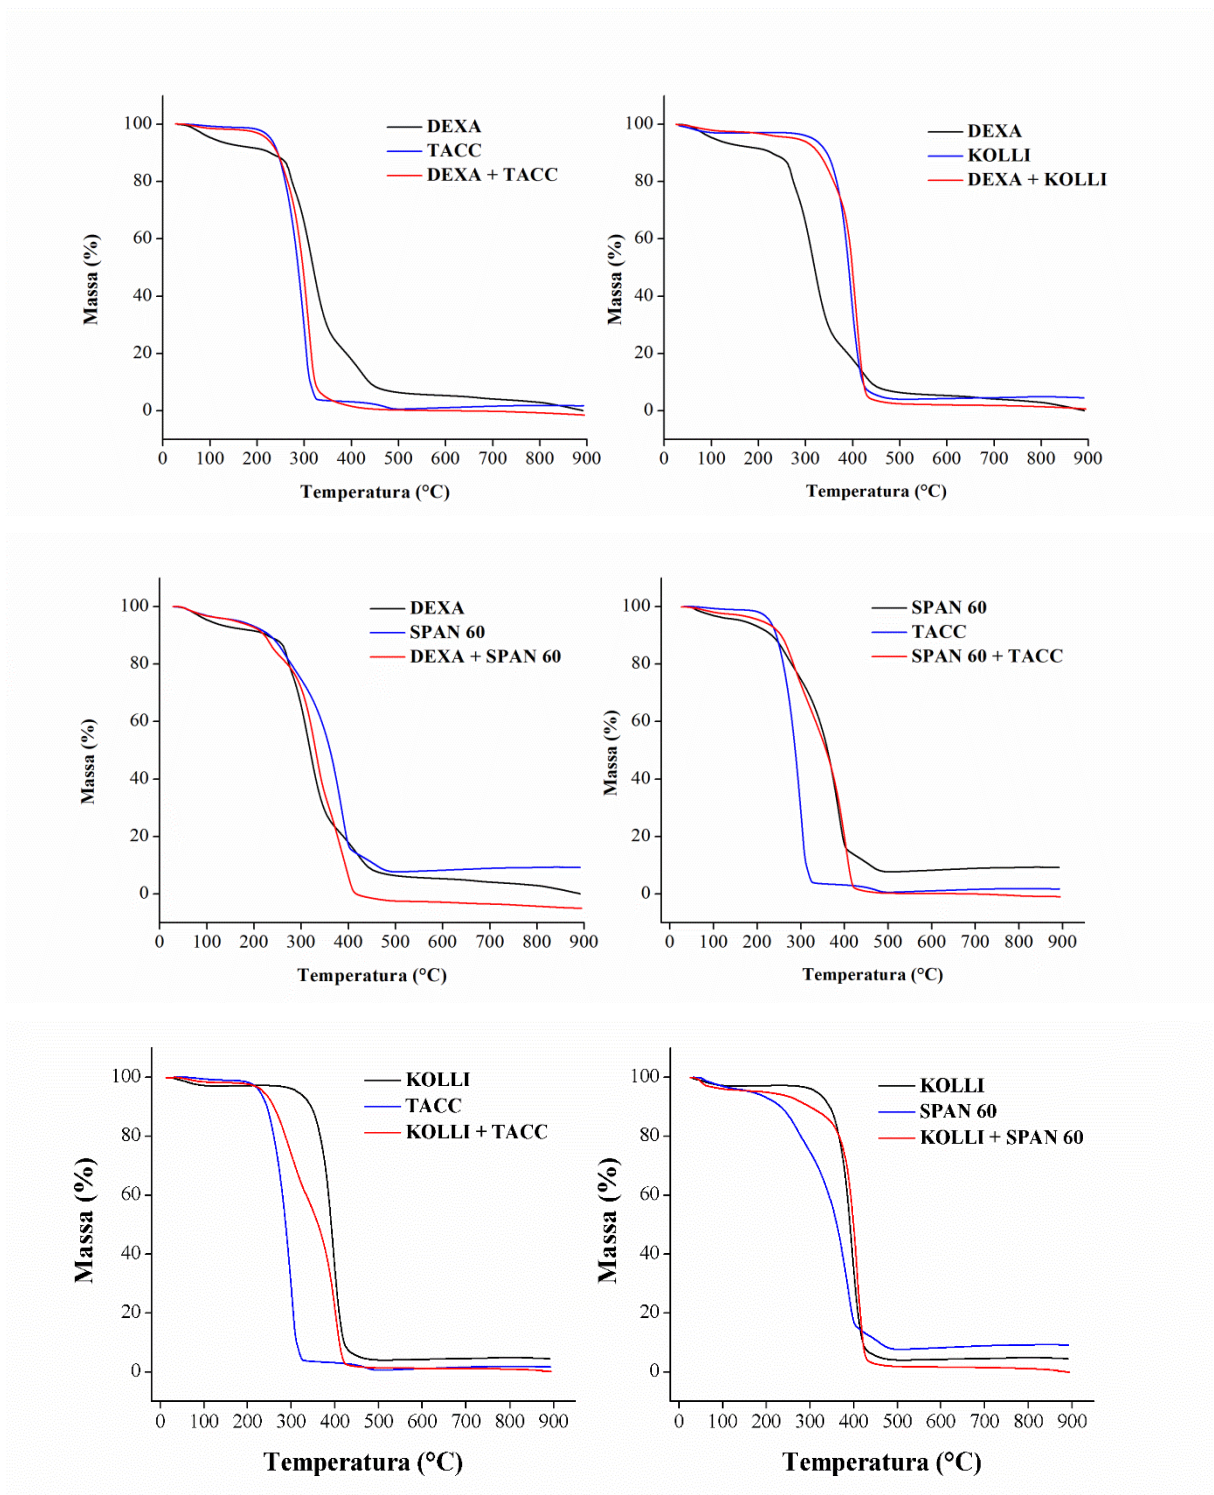 DEXA
TACC
DEXA + TACC
100
80
60
40
20
0
Massa (%)
0 100 200 300 400 500 600 700 800 900
Temperatura (°C)
DEXA
KOLLI
DEXA + KOLLI
100
80
60
40
20
0
Massa (%)
0 100 200 300 400 500 600 700 800 900
Temperatura (°C)
DEXA
SPAN 60
DEXA + SPAN 60
100
80
60
40
20
0
Massa (%)
0 100 200 300 400 500 600 700 800 900
Temperatura (°C)
SPAN 60
TACC
SPAN 60 + TACC
100
80
60
40
20
0
Massa (%)
0 100 200 300 400 500 600 700 800 900
Temperatura (°C)
KOLLI
TACC
KOLLI + TACC
100
80
60
40
20
0
Massa (%)
0 100 200 300 400 500 600 700 800 900
Temperatura (°C)
KOLLI
SPAN 60
KOLLI + SPAN 60
100
80
60
40
20
0
Massa (%)
0 100 200 300 400 500 600 700 800 900
Temperatura (°C)